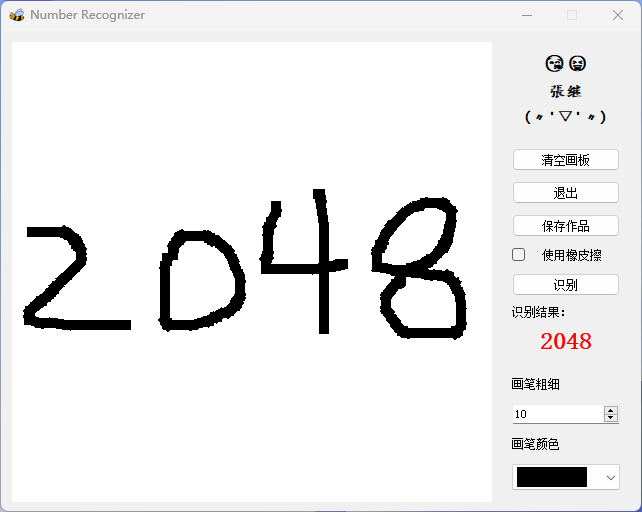 Number Recognizer
2048
張继
(〃'▽'〃)
清空画板
退出
保存作品
使用橡皮擦
识别
识别结果:
2048
画笔粗细
10
画笔颜色